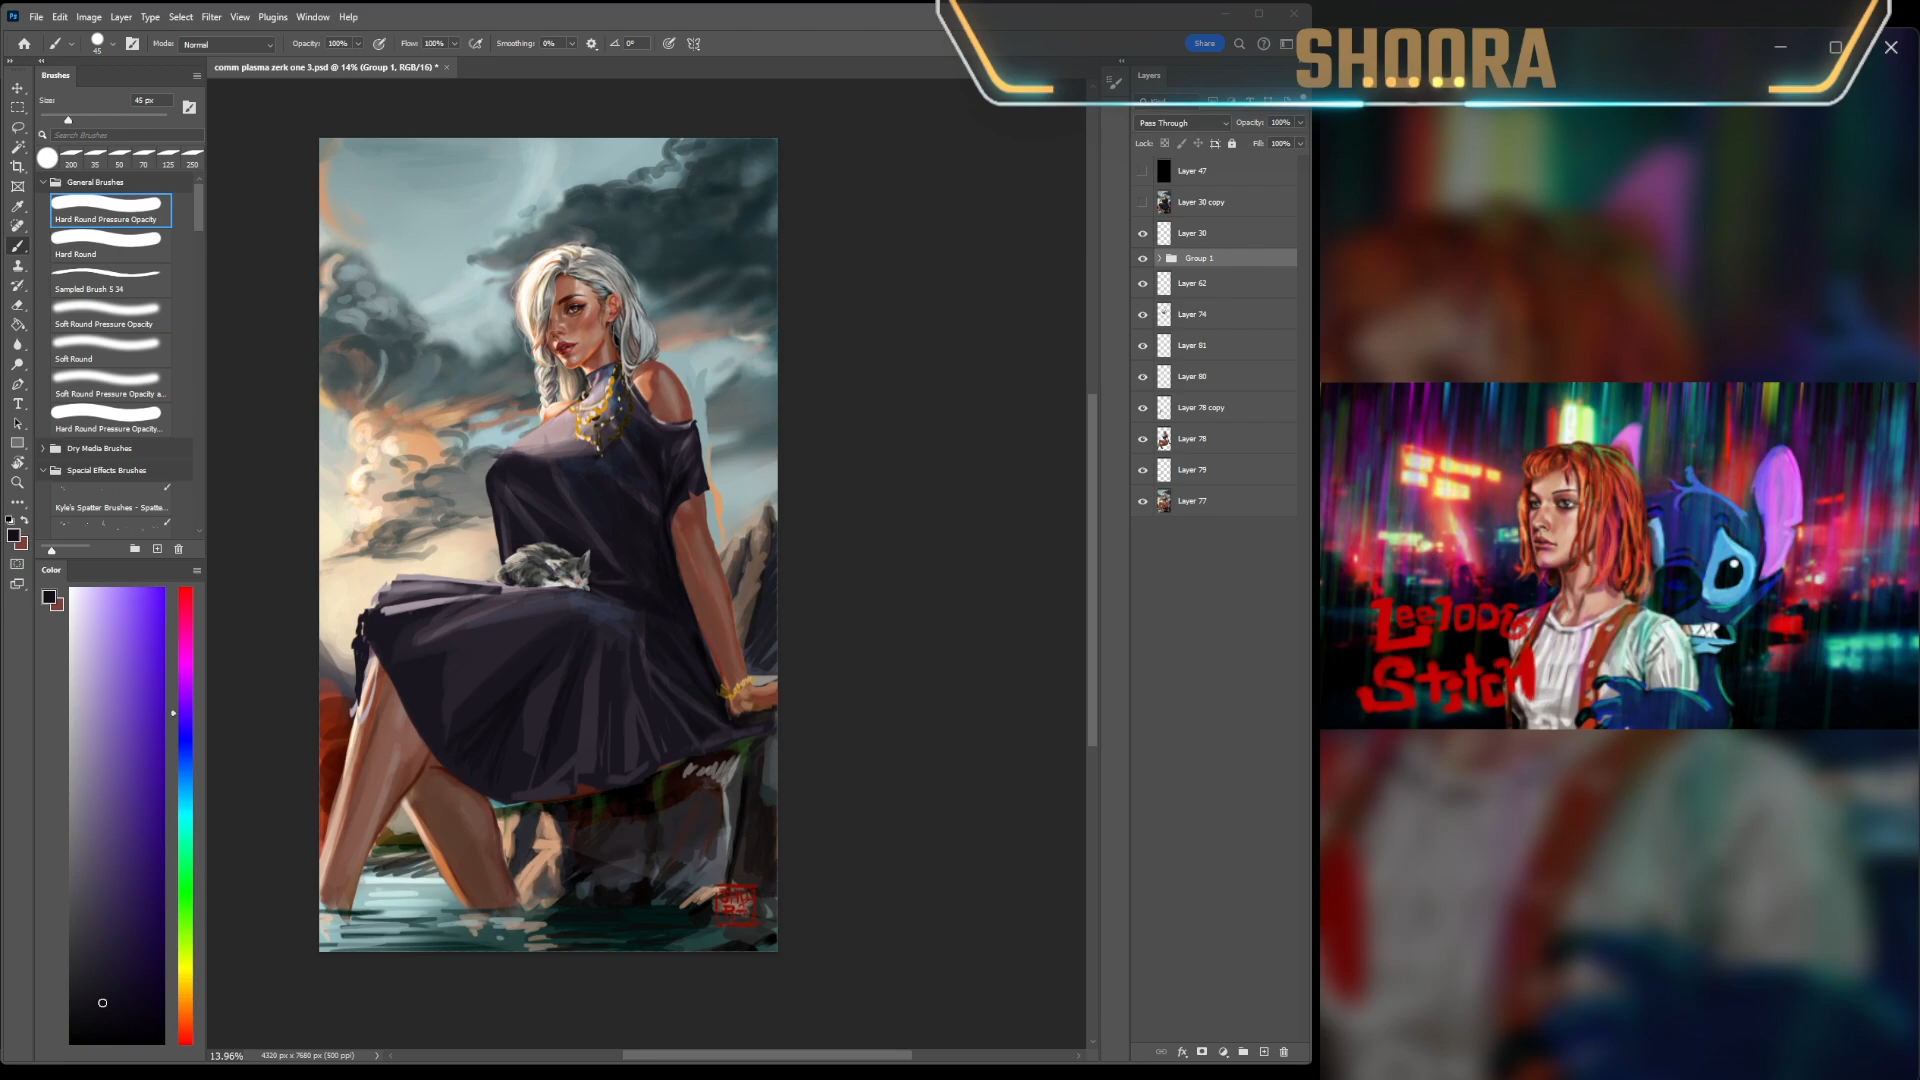 File Edit Image Layer Type Select Filter View Plugins Window Help
45 Mode: Normal Opacity: 100% Flow: 100% Smoothing: 0% 0° Share
SHOORA
comm plasma zerk one 3.psd @ 14% (Group 1, RGB/16) *
Brushes
Size: 45 px
Search Brushes
200 35 50 70 125 250
General Brushes
Hard Round Pressure Opacity
Hard Round
Sampled Brush 5 34
Soft Round Pressure Opacity
Soft Round
Soft Round Pressure Opacity a...
Hard Round Pressure Opacity...
Dry Media Brushes
Special Effects Brushes
Kyle's Spatter Brushes - Spatte...
Color
13.96% 4320 px x 7680 px (500 ppi)
Layers
Pass Through Opacity: 100%
Lock: Fill: 100%
Layer 47
Layer 30 copy
Layer 30
Group 1
Layer 62
Layer 74
Layer 81
Layer 80
Layer 78 copy
Layer 78
Layer 79
Layer 77
Stitch